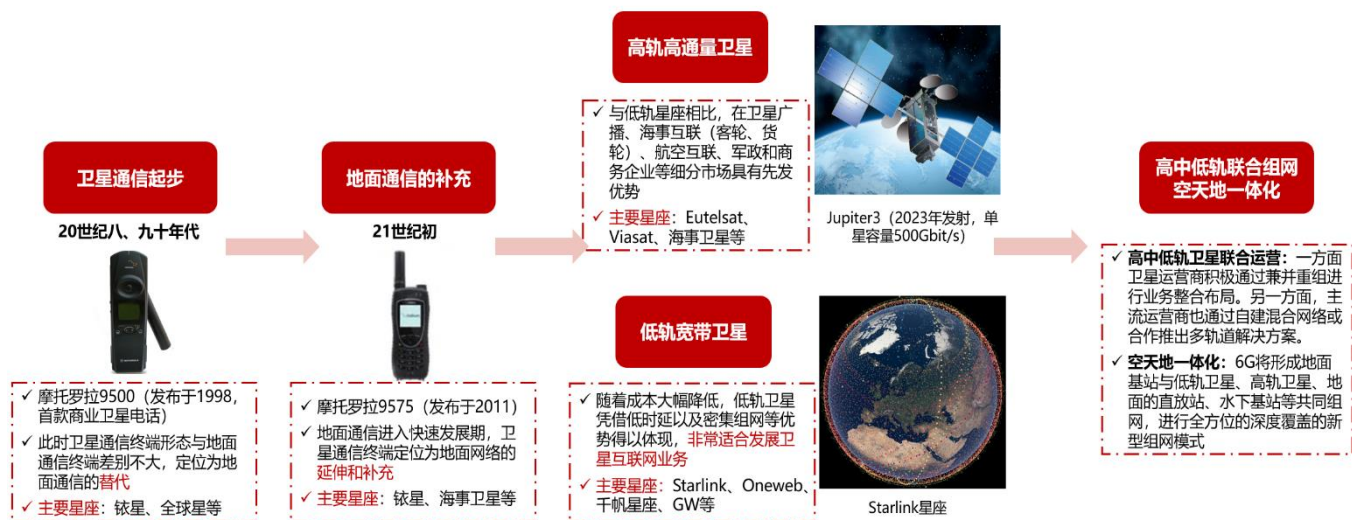 卫星通信起步
20世纪八、九十年代
✓ 摩托罗拉9500（发布于1998，
首款商业卫星电话）
✓ 此时卫星通信终端形态与地面
通信终端差别不大，定位为地
面通信的替代
✓ 主要星座：铱星、全球星等
地面通信的补充
21世纪初
✓ 摩托罗拉9575（发布于2011）
✓ 地面通信进入快速发展期，卫
星通信终端定位为地面网络的
延伸和补充
✓ 主要星座：铱星、海事卫星等
高轨高通量卫星
✓ 与低轨星座相比，在卫星广
播、海事互联（客轮、货
轮）、航空互联、军政和商
务企业等细分市场具有先发
优势
✓ 主要星座：Eutelsat、
Viasat、海事卫星等
Jupiter3（2023年发射，单
星容量500Gbit/s）
低轨宽带卫星
✓ 随着成本大幅降低，低轨卫星
凭借低时延以及密集组网等优
势得以体现，非常适合发展卫
星互联网业务
✓ 主要星座：Starlink、Oneweb、
千帆星座、GW等
Starlink星座
高中低轨联合组网
空天地一体化
✓ 高中低轨卫星联合运营：一方面
卫星运营商积极通过兼并重组进
行业务整合布局。另一方面，主
流运营商也通过自建混合网络或
合作推出多轨道解决方案。
✓ 空天地一体化：6G将形成地面
基站与低轨卫星、高轨卫星、地
面的直放站、水下基站等共同组
网，进行全方位的深度覆盖的新
型组网模式